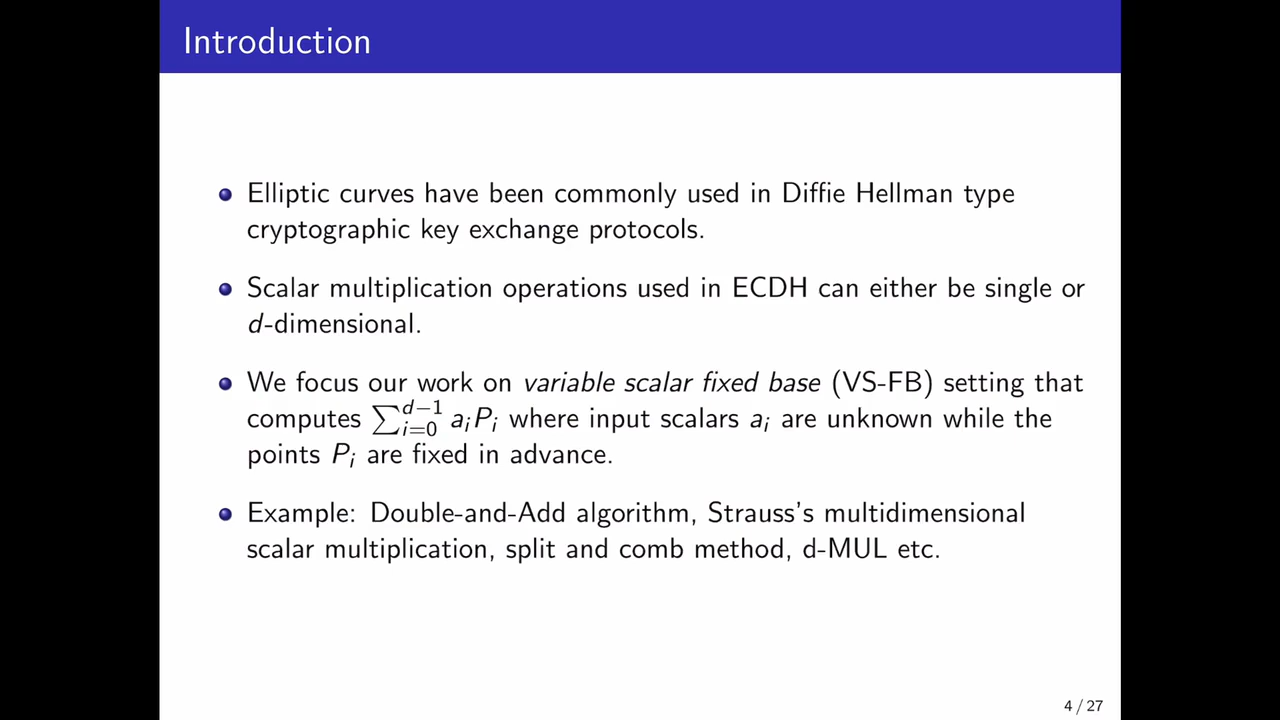 Introduction
Elliptic curves have been commonly used in Diffie Hellman type
cryptographic key exchange protocols.
Scalar multiplication operations used in ECDH can either be single or
d-dimensional.
We focus our work on variable scalar fixed base (VS-FB) setting that
computes ∑_{i=0}^{d−1} a_i P_i where input scalars a_i are unknown while the
points P_i are fixed in advance.
Example: Double-and-Add algorithm, Strauss's multidimensional
scalar multiplication, split and comb method, d-MUL etc.
4 / 27